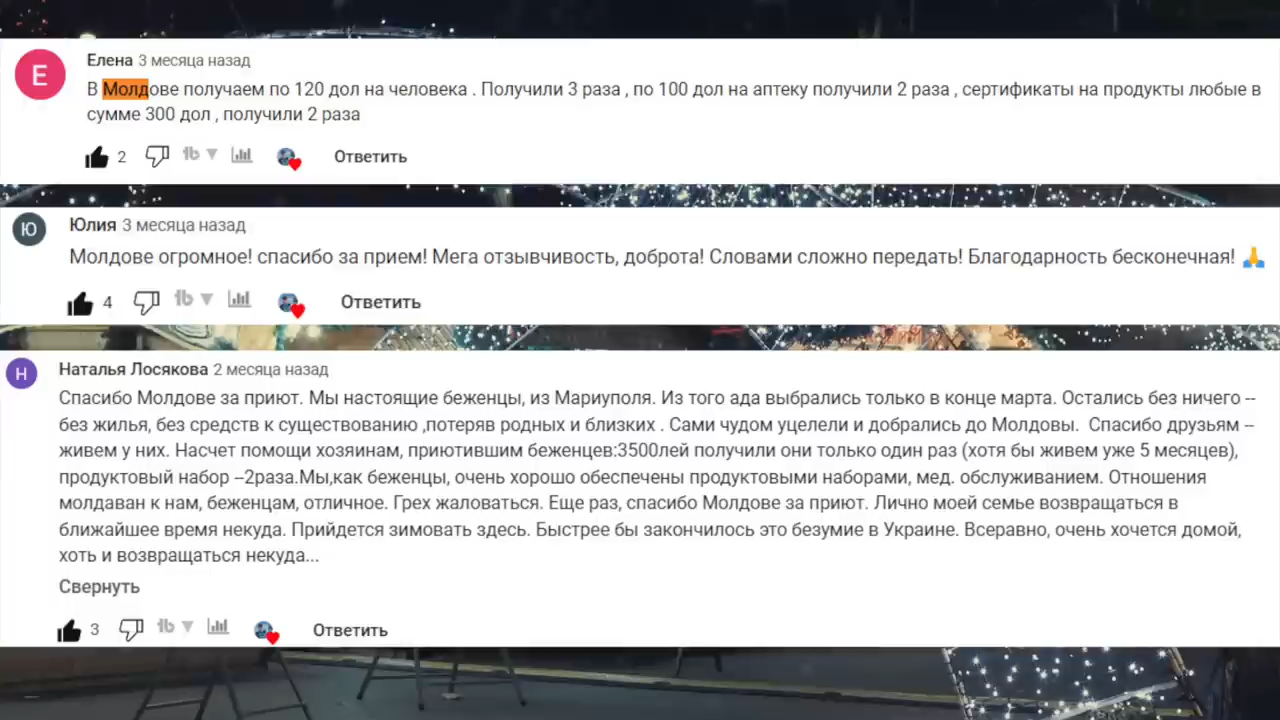 Е
Елена 3 месяца назад
В Молдове получаем по 120 дол на человека . Получили 3 раза , по 100 дол на аптеку получили 2 раза , сертификаты на продукты любые в
сумме 300 дол , получили 2 раза
2
Ответить
Ю
Юлия 3 месяца назад
Молдове огромное! спасибо за прием! Мега отзывчивость, доброта! Словами сложно передать! Благодарность бесконечная! 🙏
4
Ответить
Н
Наталья Лосякова 2 месяца назад
Спасибо Молдове за приют. Мы настоящие беженцы, из Мариуполя. Из того ада выбрались только в конце марта. Остались без ничего --
без жилья, без средств к существованию ,потеряв родных и близких . Сами чудом уцелели и добрались до Молдовы.  Спасибо друзьям --
живем у них. Насчет помощи хозяинам, приютившим беженцев:3500лей получили они только один раз (хотя бы живем уже 5 месяцев),
продуктовый набор --2раза.Мы,как беженцы, очень хорошо обеспечены продуктовыми наборами, мед. обслуживанием. Отношения
молдаван к нам, беженцам, отличное. Грех жаловаться. Еще раз, спасибо Молдове за приют. Лично моей семье возвращаться в
ближайшее время некуда. Прийдется зимовать здесь. Быстрее бы закончилось это безумие в Украине. Всеравно, очень хочется домой,
хоть и возвращаться некуда...
Свернуть
3
Ответить